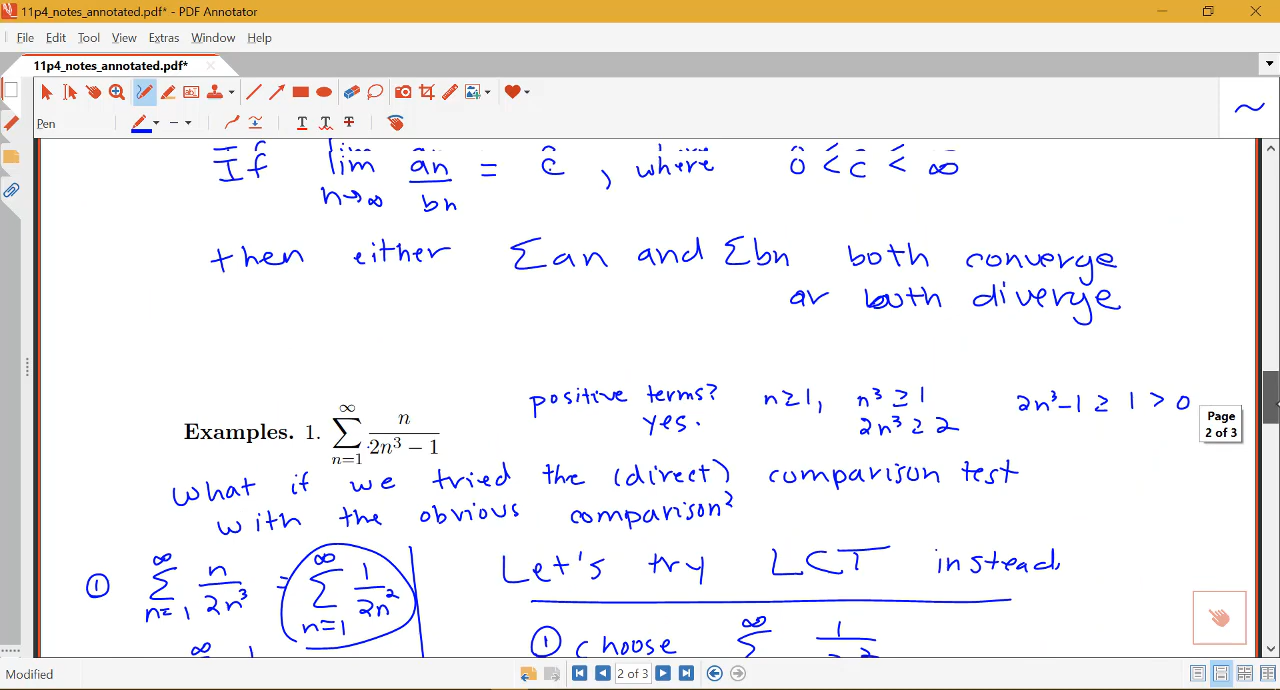 11p4_notes_annotated.pdf* - PDF Annotator
File Edit Tool View Extras Window Help
11p4_notes_annotated.pdf*
Pen
If lim n→∞ an/bn = c, where 0 < c < ∞
then either Σan and Σbn both converge
or both diverge
positive terms? n≥1, n³ ≥ 1 2n³-1 ≥ 1 > 0
yes. 2n³ ≥ 2
Page
2 of 3
Examples. 1. ∞ Σ n=1 n/(2n³ − 1)
What if we tried the (direct) comparison test
with the obvious comparison?
① ∞ Σ n=1 n/2n³ = ∞ Σ n=1 1/2n²
Let's try LCT instead.
① choose ∞ Σ 1
Modified
2 of 3